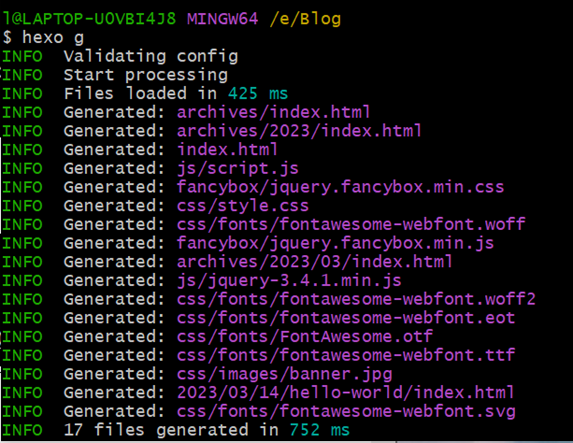 l@LAPTOP-UOVBI4J8 MINGW64 /e/Blog
$ hexo g
INFO  Validating config
INFO  Start processing
INFO  Files loaded in 425 ms
INFO  Generated: archives/index.html
INFO  Generated: archives/2023/index.html
INFO  Generated: index.html
INFO  Generated: js/script.js
INFO  Generated: fancybox/jquery.fancybox.min.css
INFO  Generated: css/style.css
INFO  Generated: css/fonts/fontawesome-webfont.woff
INFO  Generated: fancybox/jquery.fancybox.min.js
INFO  Generated: archives/2023/03/index.html
INFO  Generated: js/jquery-3.4.1.min.js
INFO  Generated: css/fonts/fontawesome-webfont.woff2
INFO  Generated: css/fonts/fontawesome-webfont.eot
INFO  Generated: css/fonts/FontAwesome.otf
INFO  Generated: css/fonts/fontawesome-webfont.ttf
INFO  Generated: css/images/banner.jpg
INFO  Generated: 2023/03/14/hello-world/index.html
INFO  Generated: css/fonts/fontawesome-webfont.svg
INFO  17 files generated in 752 ms